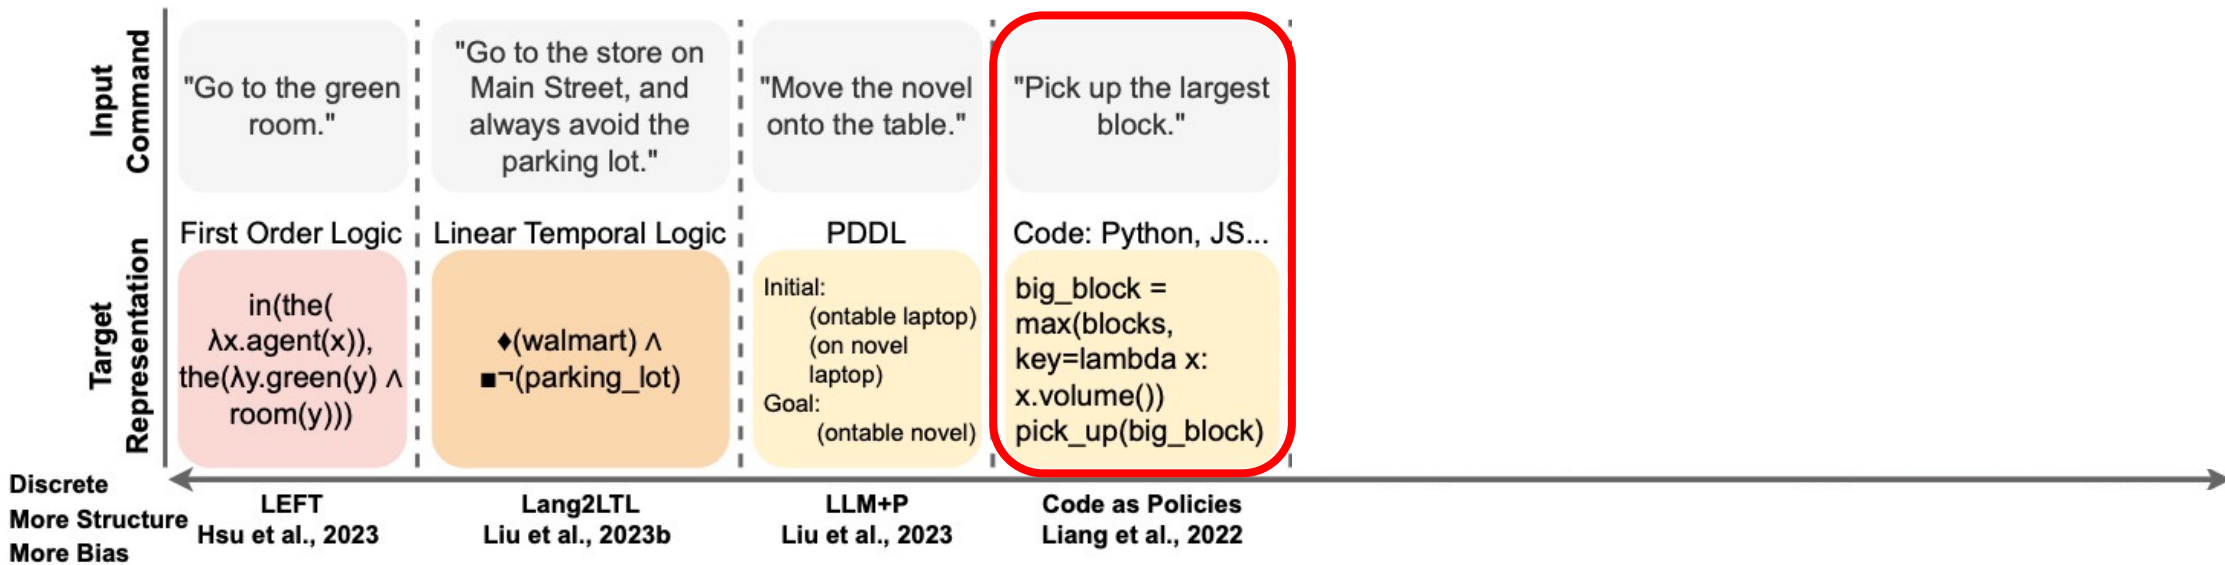 Input
Command
"Go to the green
room."
"Go to the store on
Main Street, and
always avoid the
parking lot."
"Move the novel
onto the table."
"Pick up the largest
block."
Target
Representation
First Order Logic
in(the(
λx.agent(x)),
the(λy.green(y) ∧
room(y)))
Linear Temporal Logic
♦(walmart) ∧
■¬(parking_lot)
PDDL
Initial:
(ontable laptop)
(on novel
laptop)
Goal:
(ontable novel)
Code: Python, JS...
big_block =
max(blocks,
key=lambda x:
x.volume())
pick_up(big_block)
Discrete
More Structure
More Bias
LEFT
Hsu et al., 2023
Lang2LTL
Liu et al., 2023b
LLM+P
Liu et al., 2023
Code as Policies
Liang et al., 2022